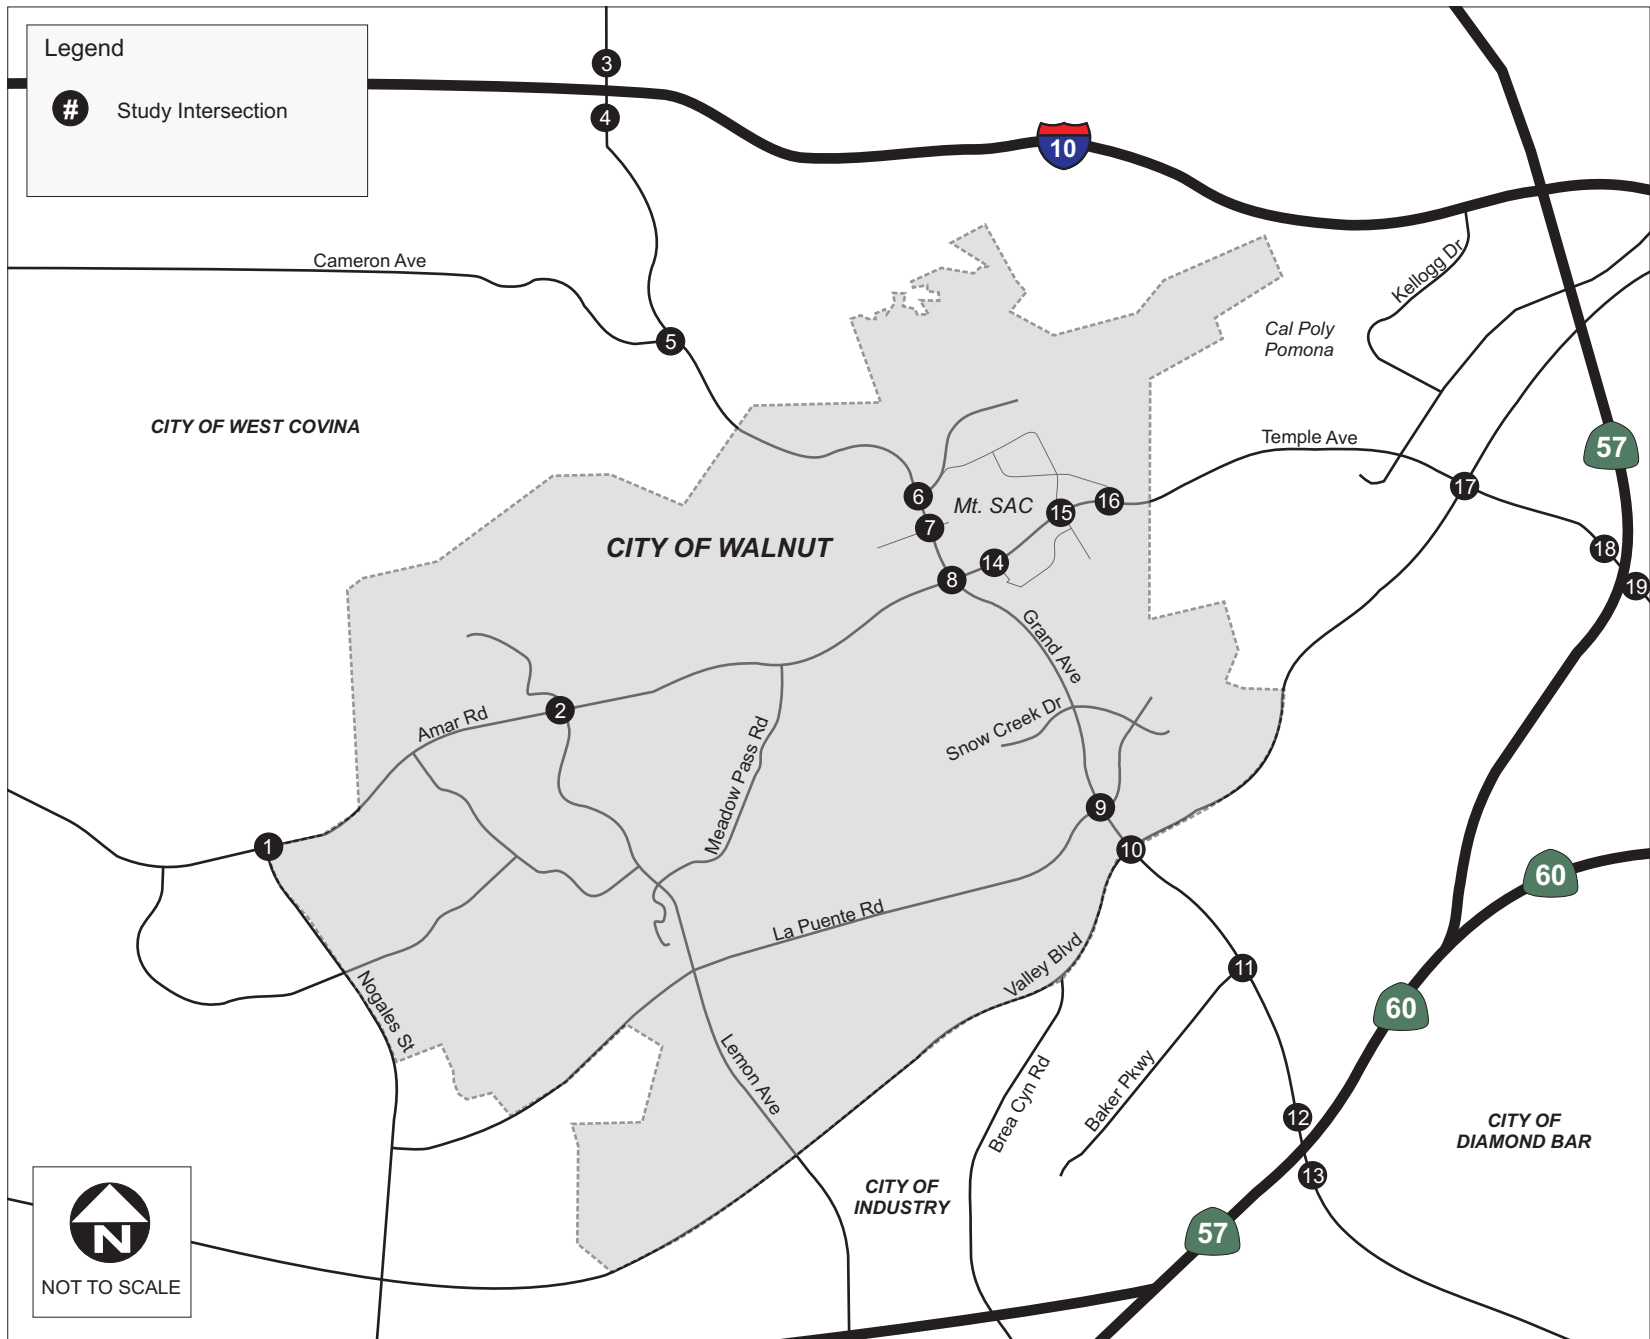 Legend
# Study Intersection
3
4
10
Cameron Ave
Kellogg Dr
5
Cal Poly
Pomona
CITY OF WEST COVINA
Temple Ave
57
6
Mt. SAC
16
17
15
7
CITY OF WALNUT
14
18
8
19
Grand Ave
2
Amar Rd
Snow Creek Dr
Meadow Pass Rd
9
1
10
60
La Puente Rd
Valley Blvd
11
Nogales St
60
Lemon Ave
Brea Cyn Rd
Baker Pkwy
12
CITY OF
DIAMOND BAR
13
CITY OF
INDUSTRY
57
N
NOT TO SCALE